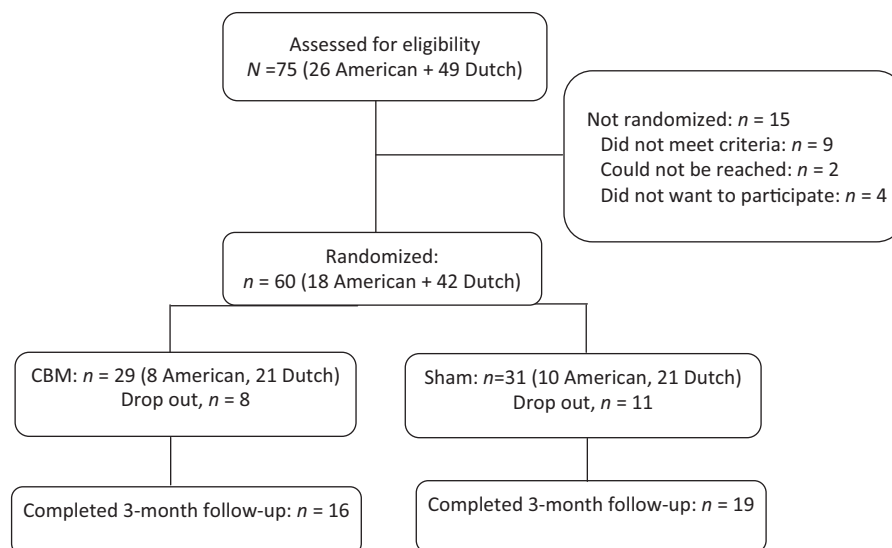 Assessed for eligibility
N =75 (26 American + 49 Dutch)
Not randomized: n = 15
Did not meet criteria: n = 9
Could not be reached: n = 2
Did not want to participate: n = 4
Randomized:
n = 60 (18 American + 42 Dutch)
CBM: n = 29 (8 American, 21 Dutch)
Drop out, n = 8
Sham: n=31 (10 American, 21 Dutch)
Drop out, n = 11
Completed 3-month follow-up: n = 16
Completed 3-month follow-up: n = 19